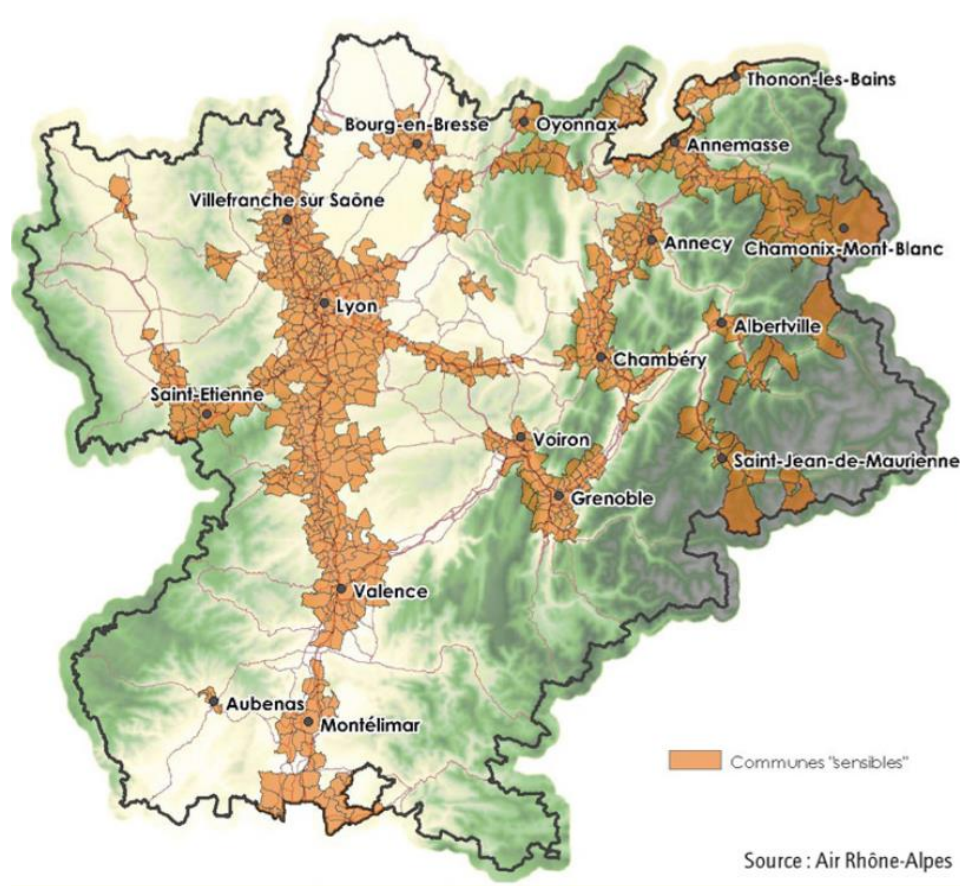 Thonon-les-Bains
Bourg-en-Bresse
Oyonnax
Annemasse
Villefranche sur Saône
Annecy
Chamonix-Mont-Blanc
Lyon
Albertville
Chambéry
Saint-Etienne
Voiron
Saint-Jean-de-Maurienne
Grenoble
Valence
Aubenas
Montélimar
Communes "sensibles"
Source : Air Rhône-Alpes